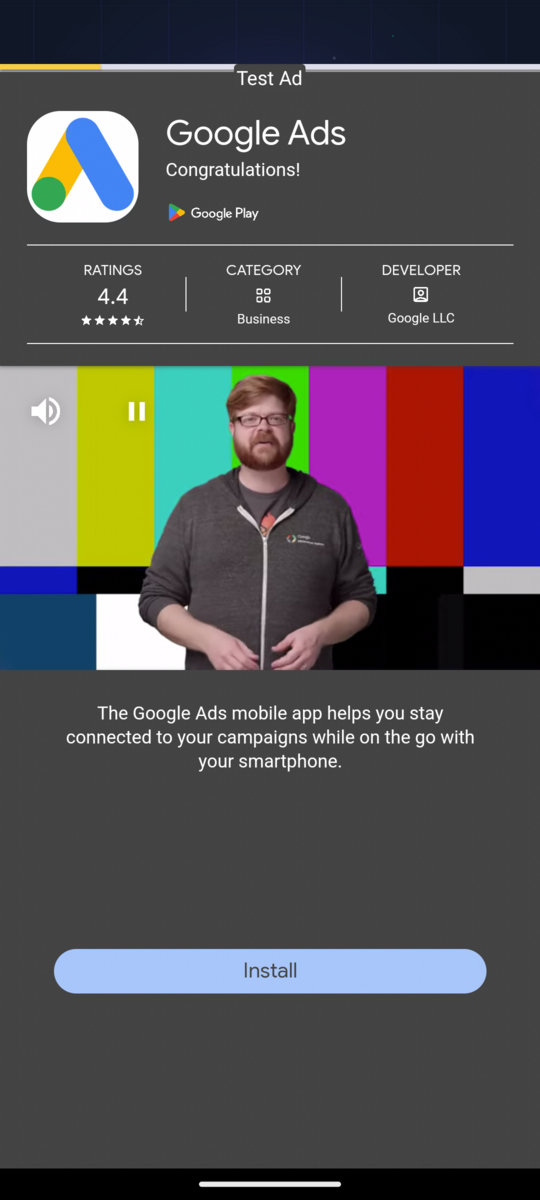 Test Ad
Google Ads
Congratulations!
Google Play
RATINGS
4.4
CATEGORY
Business
DEVELOPER
Google LLC
Google
The Google Ads mobile app helps you stay
connected to your campaigns while on the go with
your smartphone.
Install